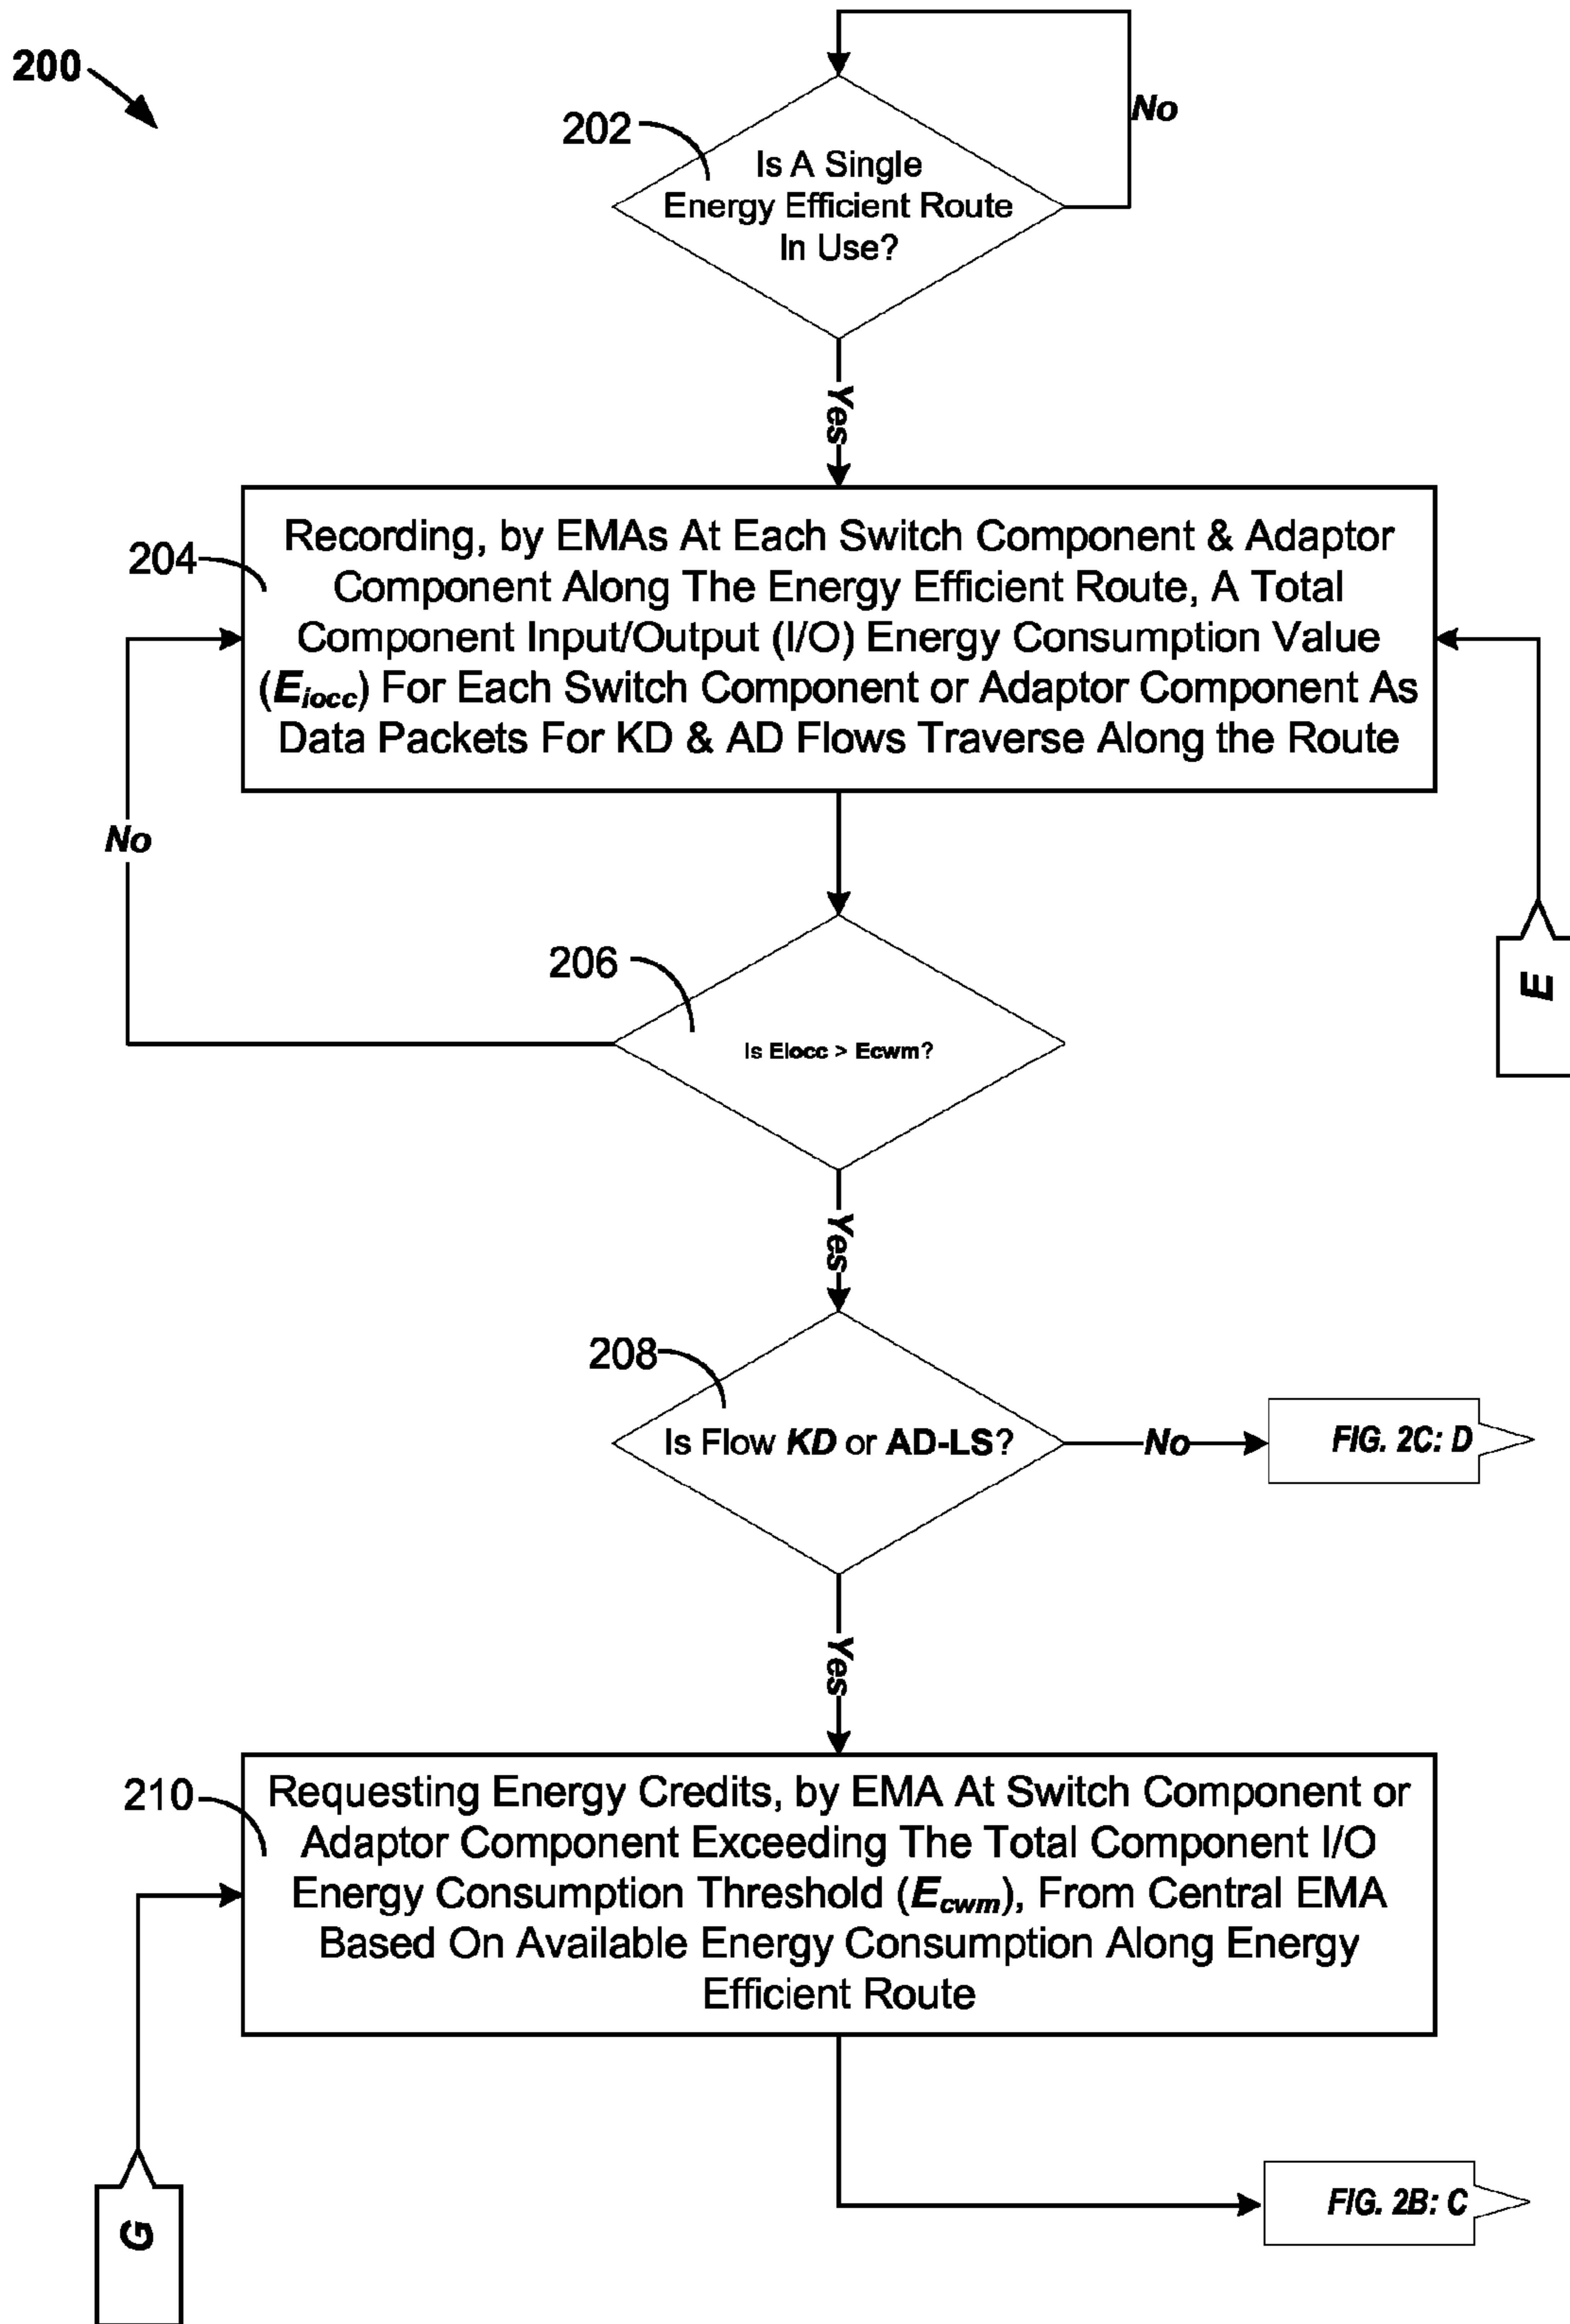 200
No
202
Is A Single
Energy Efficient Route
In Use?
Yes
204
Recording, by EMAs At Each Switch Component & Adaptor
Component Along The Energy Efficient Route, A Total
Component Input/Output (I/O) Energy Consumption Value
(Eiocc) For Each Switch Component or Adaptor Component As
Data Packets For KD & AD Flows Traverse Along the Route
No
206
Is EIocc > Ecwm?
E
Yes
208
Is Flow KD or AD-LS?
No
FIG. 2C: D
Yes
210
Requesting Energy Credits, by EMA At Switch Component or
Adaptor Component Exceeding The Total Component I/O
Energy Consumption Threshold (Ecwm), From Central EMA
Based On Available Energy Consumption Along Energy
Efficient Route
G
FIG. 2B: C